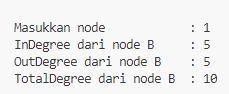 Masukkan node : 1
InDegree dari node B : 5
OutDegree dari node B : 5
TotalDegree dari node B : 10